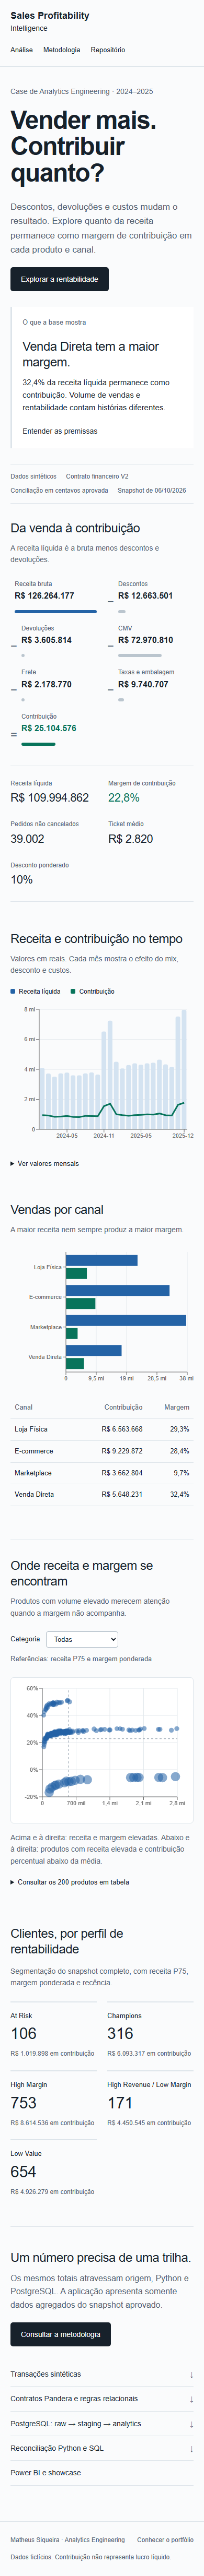 Sales Profitability
Intelligence
Análise Metodologia Repositório
Case de Analytics Engineering · 2024–2025
Vender mais.
Contribuir
quanto?
Descontos, devoluções e custos mudam o
resultado. Explore quanto da receita
permanece como margem de contribuição em
cada produto e canal.
Explorar a rentabilidade
O que a base mostra
Venda Direta tem a maior
margem.
32,4% da receita líquida permanece como
contribuição. Volume de vendas e
rentabilidade contam histórias diferentes.
Entender as premissas
Dados sintéticos Contrato financeiro V2
Conciliação em centavos aprovada Snapshot de 06/10/2026
Da venda à contribuição
A receita líquida é a bruta menos descontos e
devoluções.
Receita bruta
R$ 126.264.177
– Descontos
R$ 12.663.501
– Devoluções
R$ 3.605.814
– CMV
R$ 72.970.810
– Frete
R$ 2.178.770
– Taxas e embalagem
R$ 9.740.707
= Contribuição
R$ 25.104.576
Receita líquida
R$ 109.994.862
Margem de contribuição
22,8%
Pedidos não cancelados
39.002
Ticket médio
R$ 2.820
Desconto ponderado
10%
Receita e contribuição no tempo
Valores em reais. Cada mês mostra o efeito do mix,
desconto e custos.
Receita líquida Contribuição
8 mi
6 mi
4 mi
2 mi
0
2024-05 2024-11 2025-05 2025-12
Ver valores mensais
Vendas por canal
A maior receita nem sempre produz a maior margem.
Loja Física
E-commerce
Marketplace
Venda Direta
0 9,5 mi 19 mi 28,5 mi 38 mi
Canal Contribuição Margem
Loja Física R$ 6.563.668 29,3%
E-commerce R$ 9.229.872 28,4%
Marketplace R$ 3.662.804 9,7%
Venda Direta R$ 5.648.231 32,4%
Onde receita e margem se
encontram
Produtos com volume elevado merecem atenção
quando a margem não acompanha.
Categoria Todas
Referências: receita P75 e margem ponderada
60%
40%
20%
0%
-20%
0 700 mil 1,4 mi 2,1 mi 2,8 mi
Acima e à direita: receita e margem elevadas. Abaixo e
à direita: produtos com receita elevada e contribuição
percentual abaixo da média.
Consultar os 200 produtos em tabela
Clientes, por perfil de
rentabilidade
Segmentação do snapshot completo, com receita P75,
margem ponderada e recência.
At Risk
106
R$ 1.019.898 em contribuição
Champions
316
R$ 6.093.317 em contribuição
High Margin
753
R$ 8.614.536 em contribuição
High Revenue / Low Margin
171
R$ 4.450.545 em contribuição
Low Value
654
R$ 4.926.279 em contribuição
Um número precisa de uma trilha.
Os mesmos totais atravessam origem, Python e
PostgreSQL. A aplicação apresenta somente
dados agregados do snapshot aprovado.
Consultar a metodologia
Transações sintéticas ↓
Contratos Pandera e regras relacionais ↓
PostgreSQL: raw → staging → analytics ↓
Reconciliação Python e SQL ↓
Power BI e showcase
Matheus Siqueira · Analytics Engineering Conhecer o portfólio
Dados fictícios. Contribuição não representa lucro líquido.